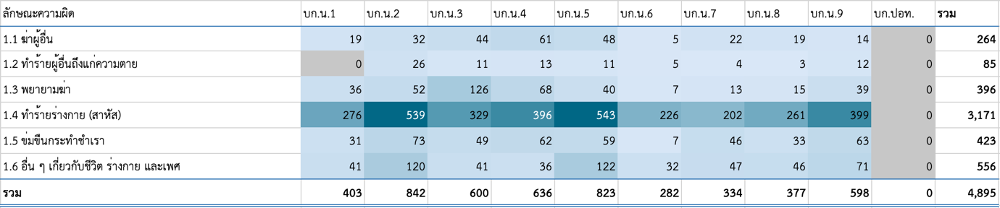 ลักษณะความผิด บก.น.1 บก.น.2 บก.น.3 บก.น.4 บก.น.5 บก.น.6 บก.น.7 บก.น.8 บก.น.9 บก.ปอท. รวม
1.1 ฆ่าผู้อื่น 19 32 44 61 48 5 22 19 14 0 264
1.2 ทำร้ายผู้อื่นถึงแก่ความตาย 0 26 11 13 11 5 4 3 12 0 85
1.3 พยายามฆ่า 36 52 126 68 40 7 13 15 39 0 396
1.4 ทำร้ายร่างกาย (สาหัส) 276 539 329 396 543 226 202 261 399 0 3,171
1.5 ข่มขืนกระทำชำเรา 31 73 49 62 59 7 46 33 63 0 423
1.6 อื่น ๆ เกี่ยวกับชีวิต ร่างกาย และเพศ 41 120 41 36 122 32 47 46 71 0 556
รวม 403 842 600 636 823 282 334 377 598 0 4,895